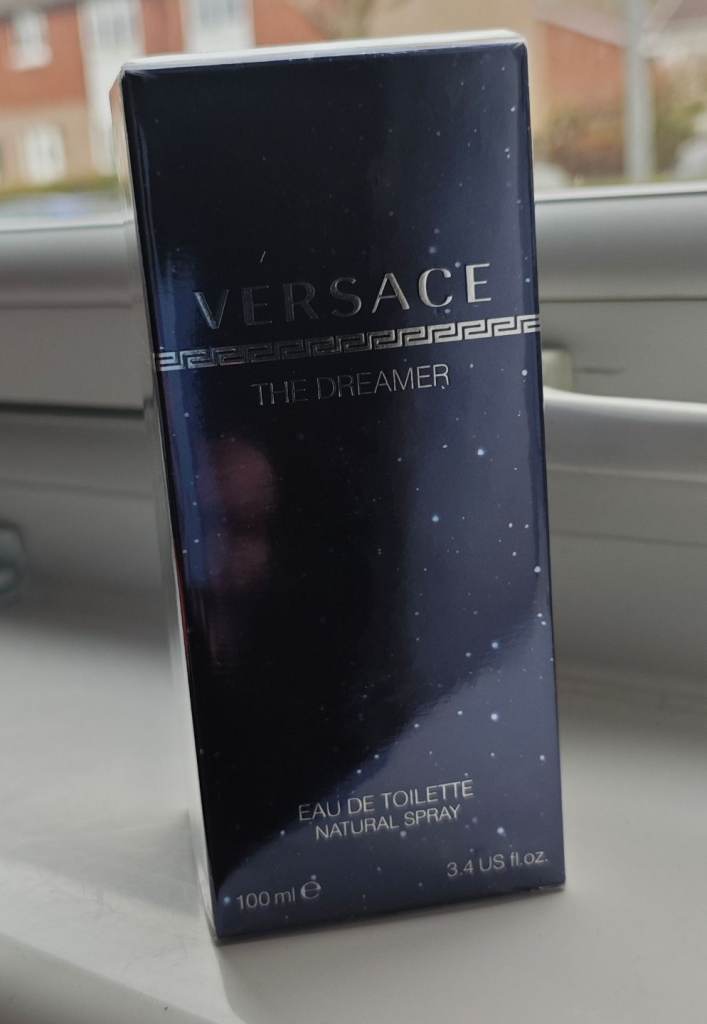 VERSACE
THE DREAMER
EAU DE TOILETTE
NATURAL SPRAY
100 ml ℮
3.4 US fl.oz.